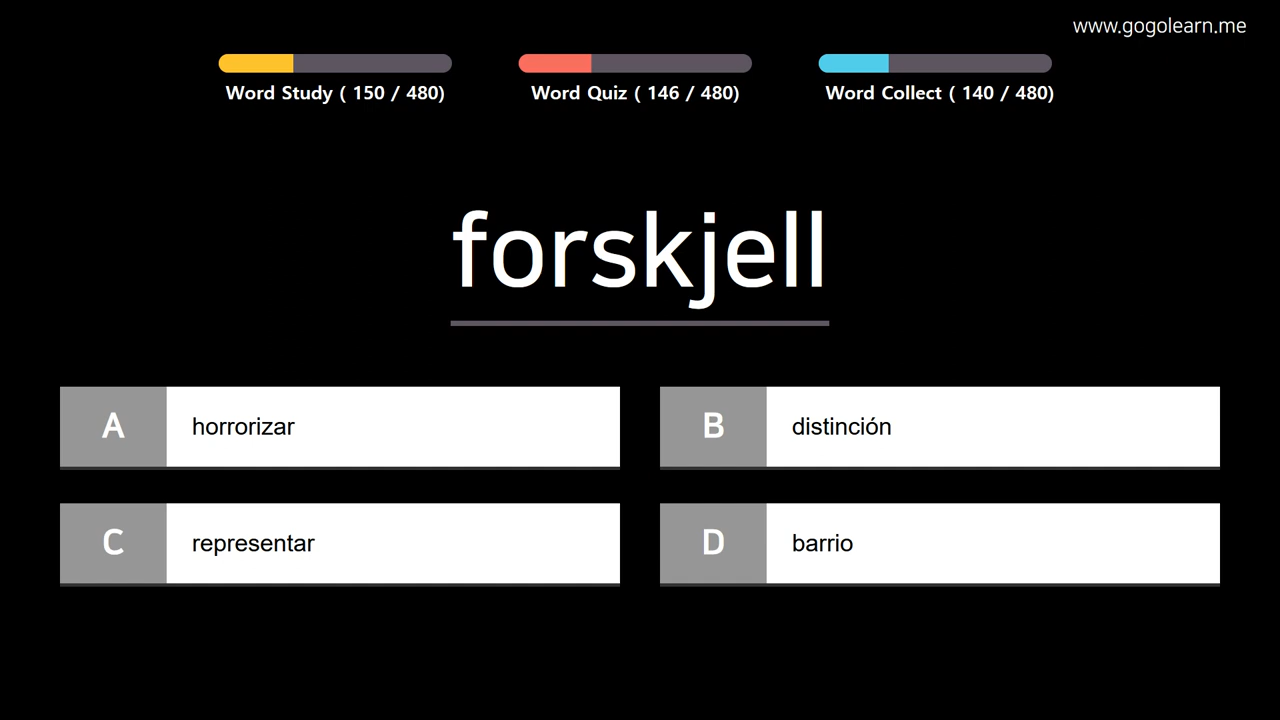 www.gogolearn.me
Word Study ( 150 / 480)
Word Quiz ( 146 / 480)
Word Collect ( 140 / 480)
forskjell
A horrorizar
B distinción
C representar
D barrio